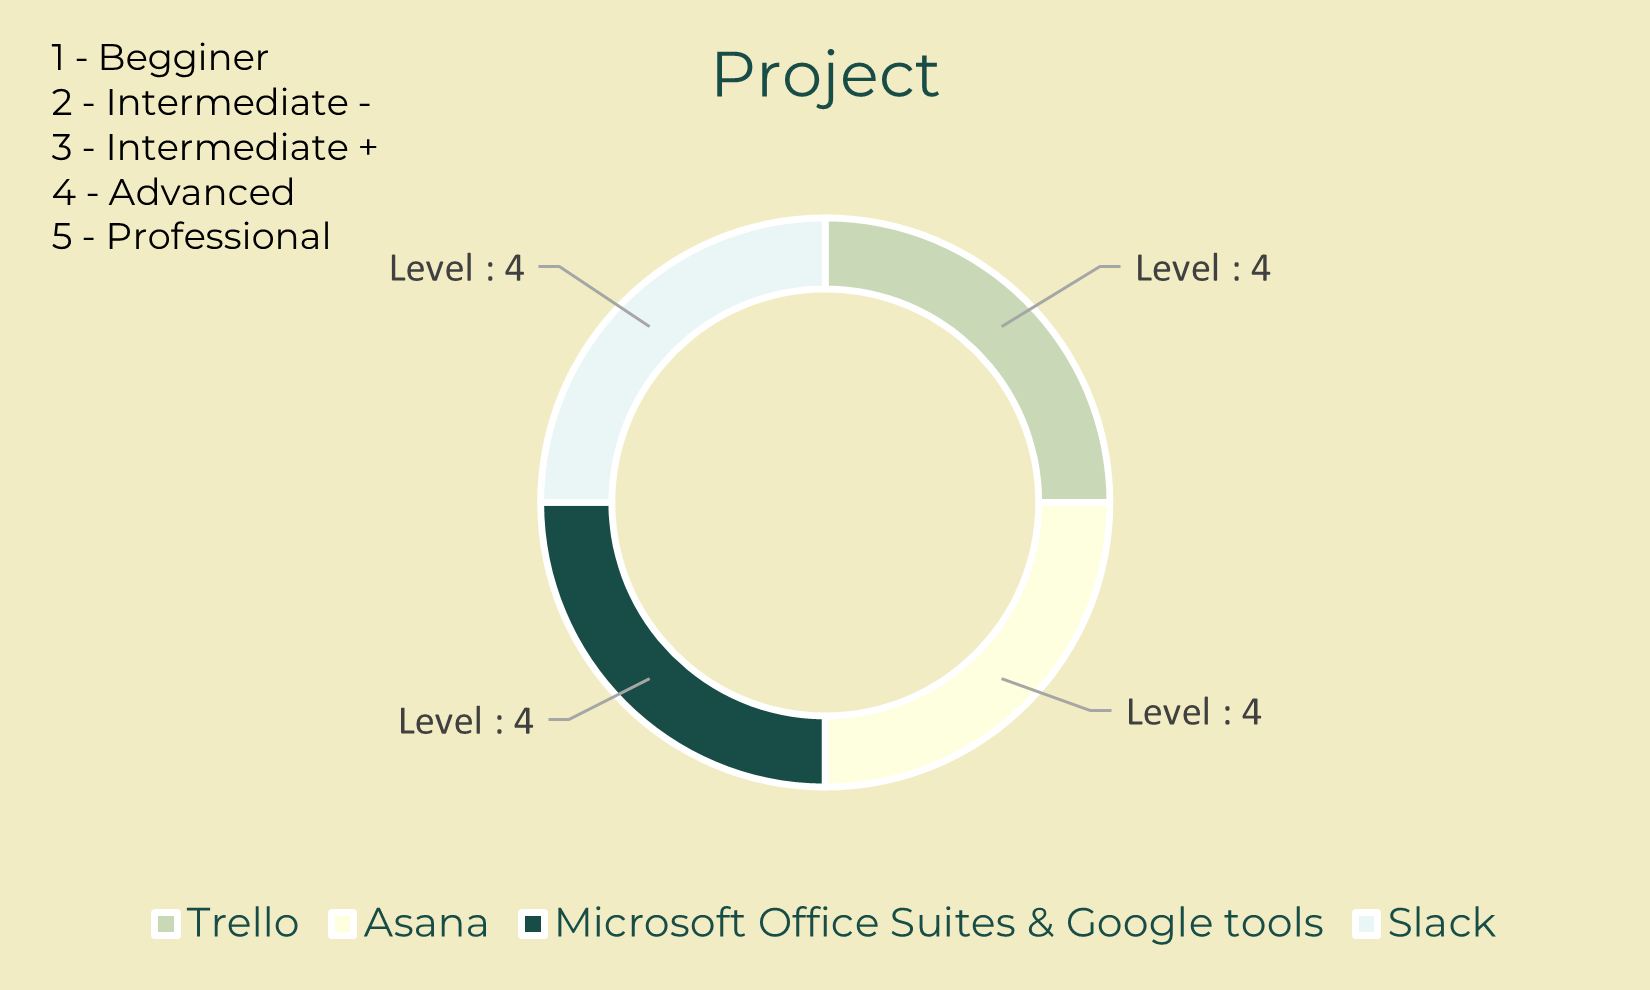 1 - Begginer
2 - Intermediate -
3 - Intermediate +
4 - Advanced
5 - Professional
Project
Level : 4
Level : 4
Level : 4
Level : 4
Trello
Asana
Microsoft Office Suites & Google tools
Slack